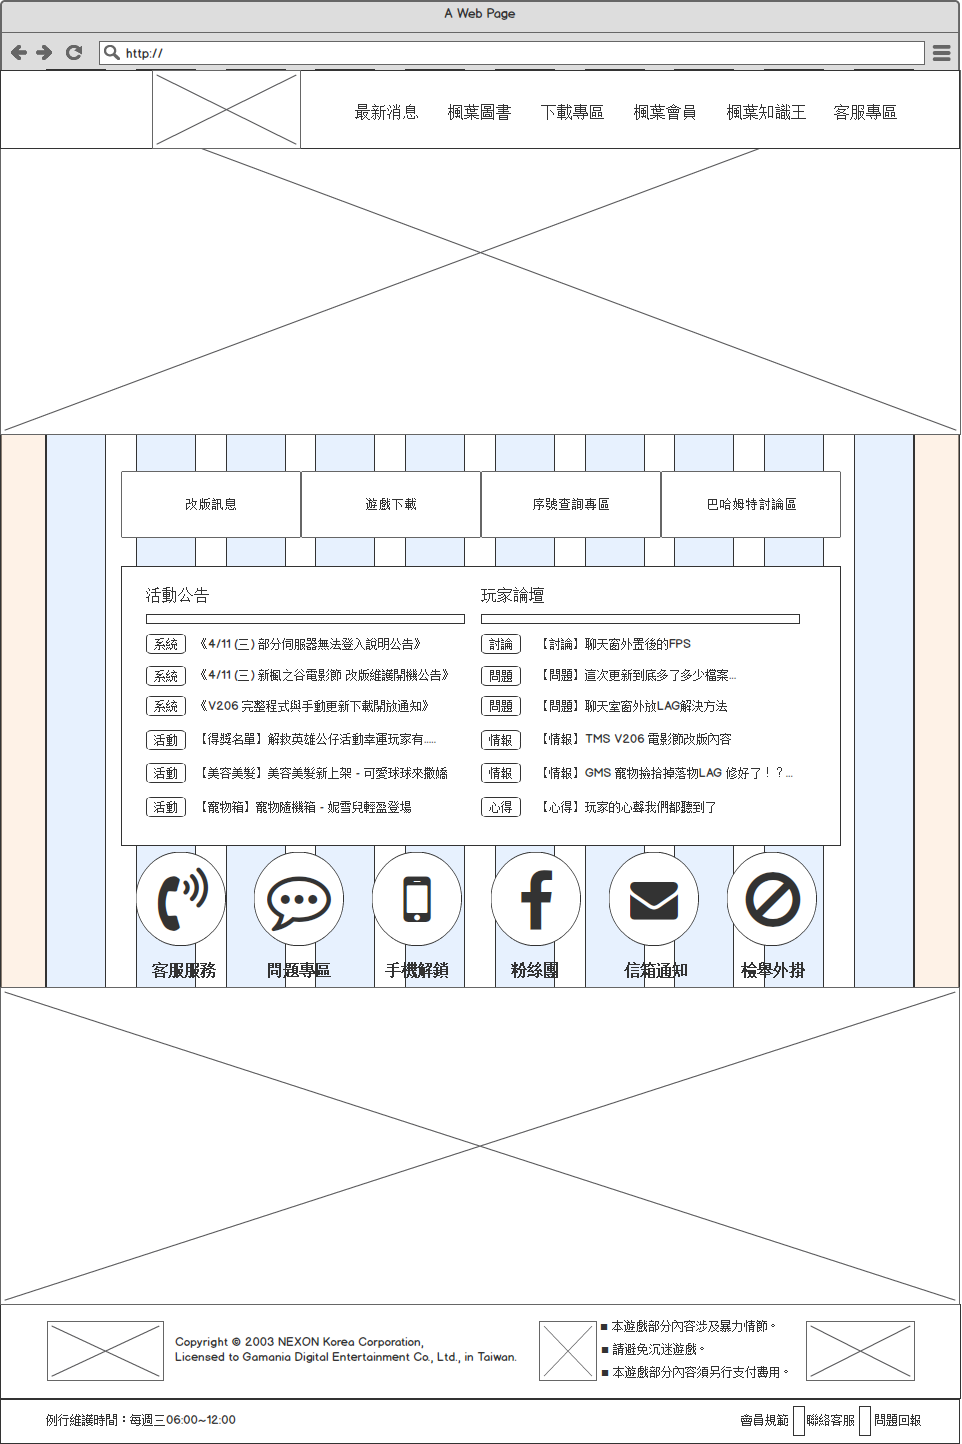 A Web Page
http://
最新消息 楓葉圖書 下載專區 楓葉會員 楓葉知識王 客服專區
改版訊息 遊戲下載 序號查詢專區 巴哈姆特討論區
活動公告
系統 《4/11 (三) 部分伺服器無法登入說明公告》
系統 《4/11 (三) 新楓之谷電影節 改版維護開機公告》
系統 《V206 完整程式與手動更新下載開放通知》
活動 【得獎名單】解救英雄公仔活動幸運玩家有.....
活動 【美容美髮】美容美髮新上架 - 可愛球球來撒嬌
活動 【寵物箱】寵物隨機箱 - 妮雪兒輕盈登場
玩家論壇
討論 【討論】聊天窗外置後的FPS
問題 【問題】這次更新到底多了多少檔案...
問題 【問題】聊天室窗外放LAG解決方法
情報 【情報】TMS V206 電影節改版內容
情報 【情報】GMS 寵物撿拾掉落物LAG 修好了！？...
心得 【心得】玩家的心聲我們都聽到了
客服服務 問題專區 手機解鎖 粉絲團 信箱通知 檢舉外掛
Copyright © 2003 NEXON Korea Corporation,
Licensed to Gamania Digital Entertainment Co., Ltd., in Taiwan.
■ 本遊戲部分內容涉及暴力情節。
■ 請避免沉迷遊戲。
■ 本遊戲部分內容須另行支付費用。
例行維護時間：每週三06:00~12:00
會員規範 聯絡客服 問題回報